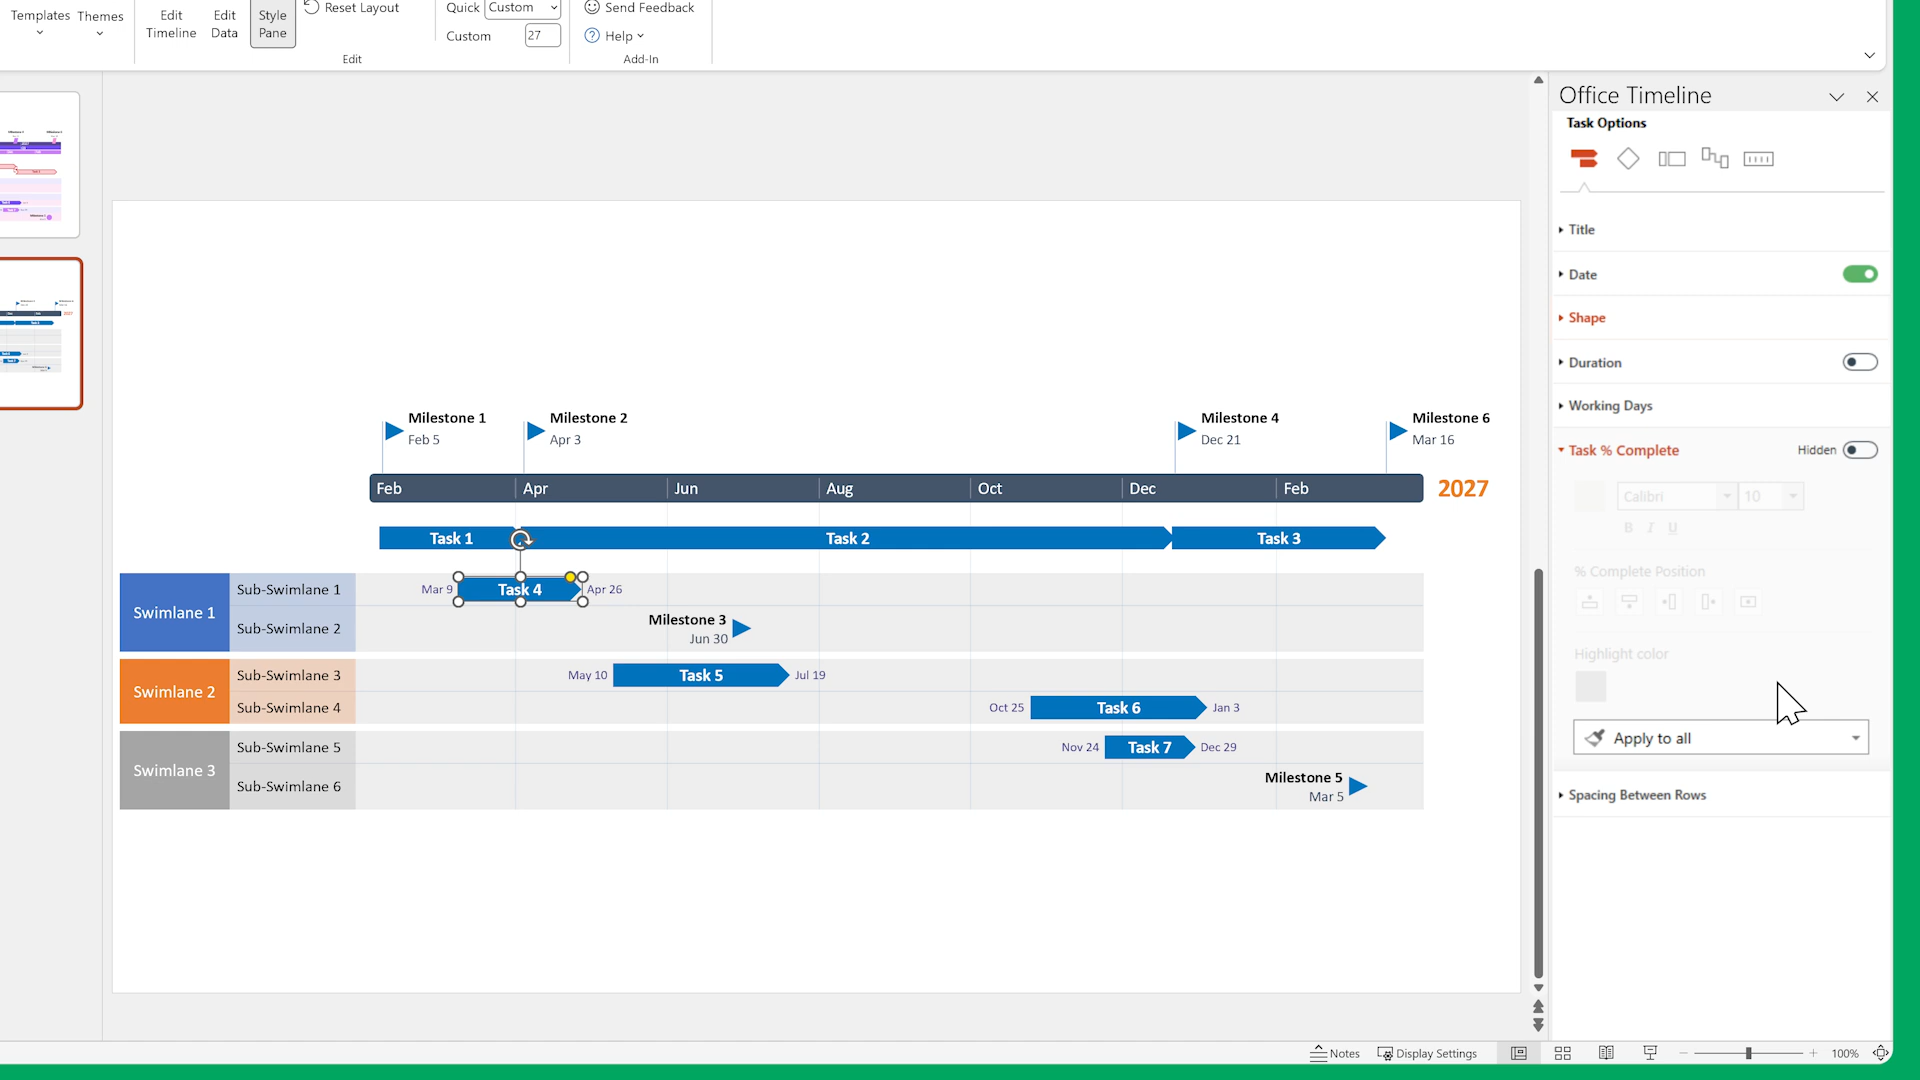 Templates
Themes
Edit
Timeline
Edit
Data
Style
Pane
Reset Layout
Edit
Quick
Custom
Custom
27
Send Feedback
Help
Add-In
Office Timeline
Task Options
Title
Date
Shape
Duration
Working Days
Task % Complete
Hidden
Calibri
10
B I U
% Complete Position
Highlight color
Apply to all
Spacing Between Rows
Milestone 1
Feb 5
Milestone 2
Apr 3
Milestone 4
Dec 21
Milestone 6
Mar 16
Feb
Apr
Jun
Aug
Oct
Dec
Feb
2027
Task 1
Task 2
Task 3
Swimlane 1
Sub-Swimlane 1
Mar 9
Task 4
Apr 26
Sub-Swimlane 2
Milestone 3
Jun 30
Swimlane 2
Sub-Swimlane 3
May 10
Task 5
Jul 19
Sub-Swimlane 4
Oct 25
Task 6
Jan 3
Swimlane 3
Sub-Swimlane 5
Nov 24
Task 7
Dec 29
Sub-Swimlane 6
Milestone 5
Mar 5
Notes
Display Settings
100%